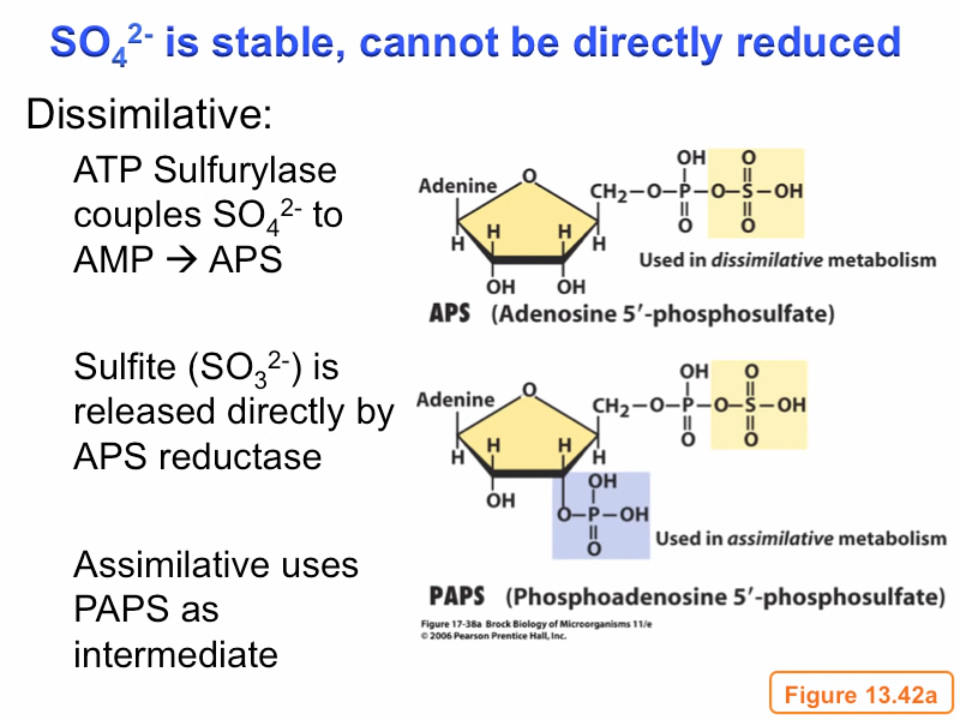 SO₄²⁻ is stable, cannot be directly reduced
Dissimilative:
ATP Sulfurylase
couples SO₄²⁻ to
AMP → APS
Sulfite (SO₃²⁻) is
released directly by
APS reductase
Assimilative uses
PAPS as
intermediate
Adenine O
CH₂–O–P–O–S–OH
OH O
O O
H H H H
OH OH
Used in dissimilative metabolism
APS (Adenosine 5′-phosphosulfate)
Adenine O
OH O
CH₂–O–P–O–S–OH
O O
H H H H
OH
OH
O–P–OH
O
Used in assimilative metabolism
PAPS (Phosphoadenosine 5′-phosphosulfate)
Figure 17-38a Brock Biology of Microorganisms 11/e
© 2006 Pearson Prentice Hall, Inc.
Figure 13.42a